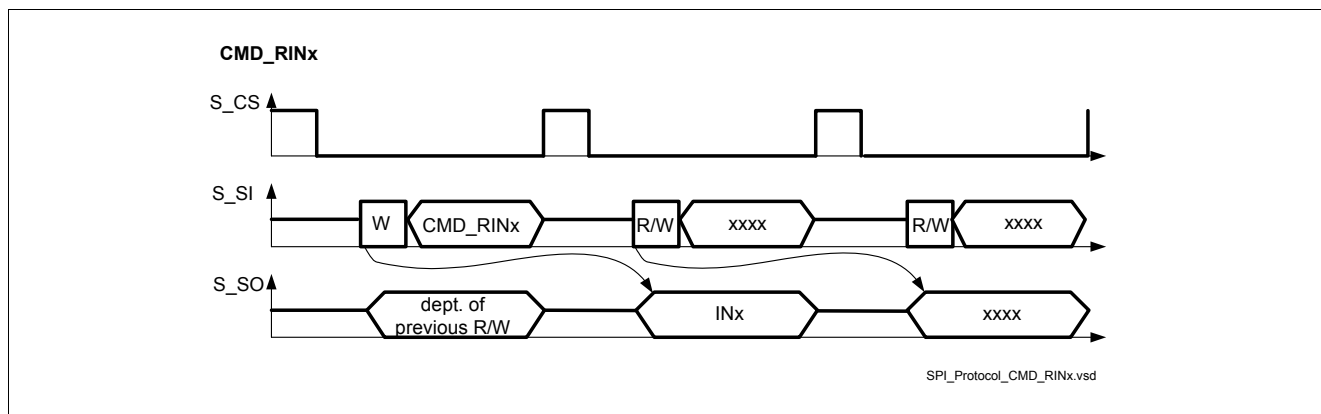 CMD_RINx
S_CS
S_SI
W
CMD_RINx
R/W
xxxx
R/W
xxxx
S_SO
dept. of
previous R/W
INx
xxxx
SPI_Protocol_CMD_RINx.vsd